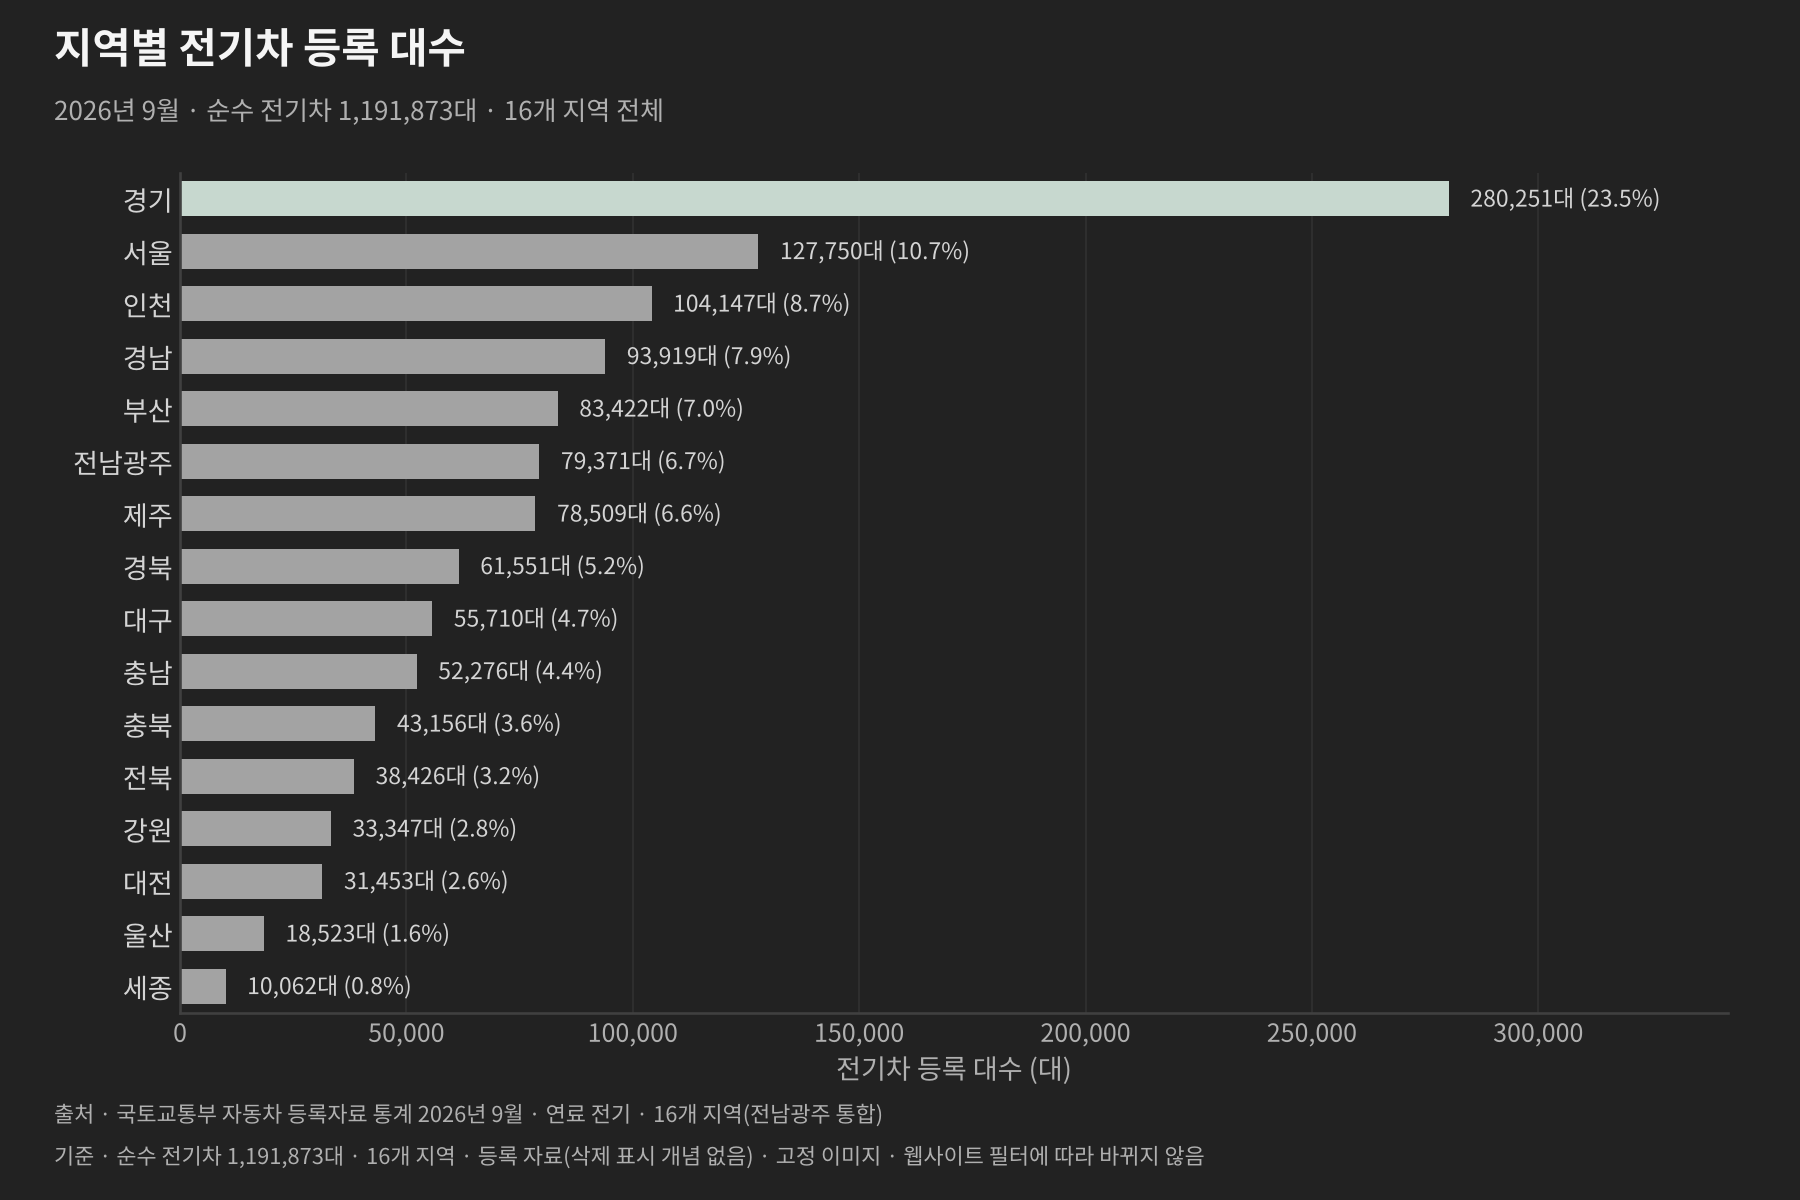 지역별 전기차 등록 대수
2026년 9월 · 순수 전기차 1,191,873대 · 16개 지역 전체
경기 280,251대 (23.5%)
서울 127,750대 (10.7%)
인천 104,147대 (8.7%)
경남 93,919대 (7.9%)
부산 83,422대 (7.0%)
전남광주 79,371대 (6.7%)
제주 78,509대 (6.6%)
경북 61,551대 (5.2%)
대구 55,710대 (4.7%)
충남 52,276대 (4.4%)
충북 43,156대 (3.6%)
전북 38,426대 (3.2%)
강원 33,347대 (2.8%)
대전 31,453대 (2.6%)
울산 18,523대 (1.6%)
세종 10,062대 (0.8%)
0 50,000 100,000 150,000 200,000 250,000 300,000
전기차 등록 대수 (대)
출처 · 국토교통부 자동차 등록자료 통계 2026년 9월 · 연료 전기 · 16개 지역(전남광주 통합)
기준 · 순수 전기차 1,191,873대 · 16개 지역 · 등록 자료(삭제 표시 개념 없음) · 고정 이미지 · 웹사이트 필터에 따라 바뀌지 않음